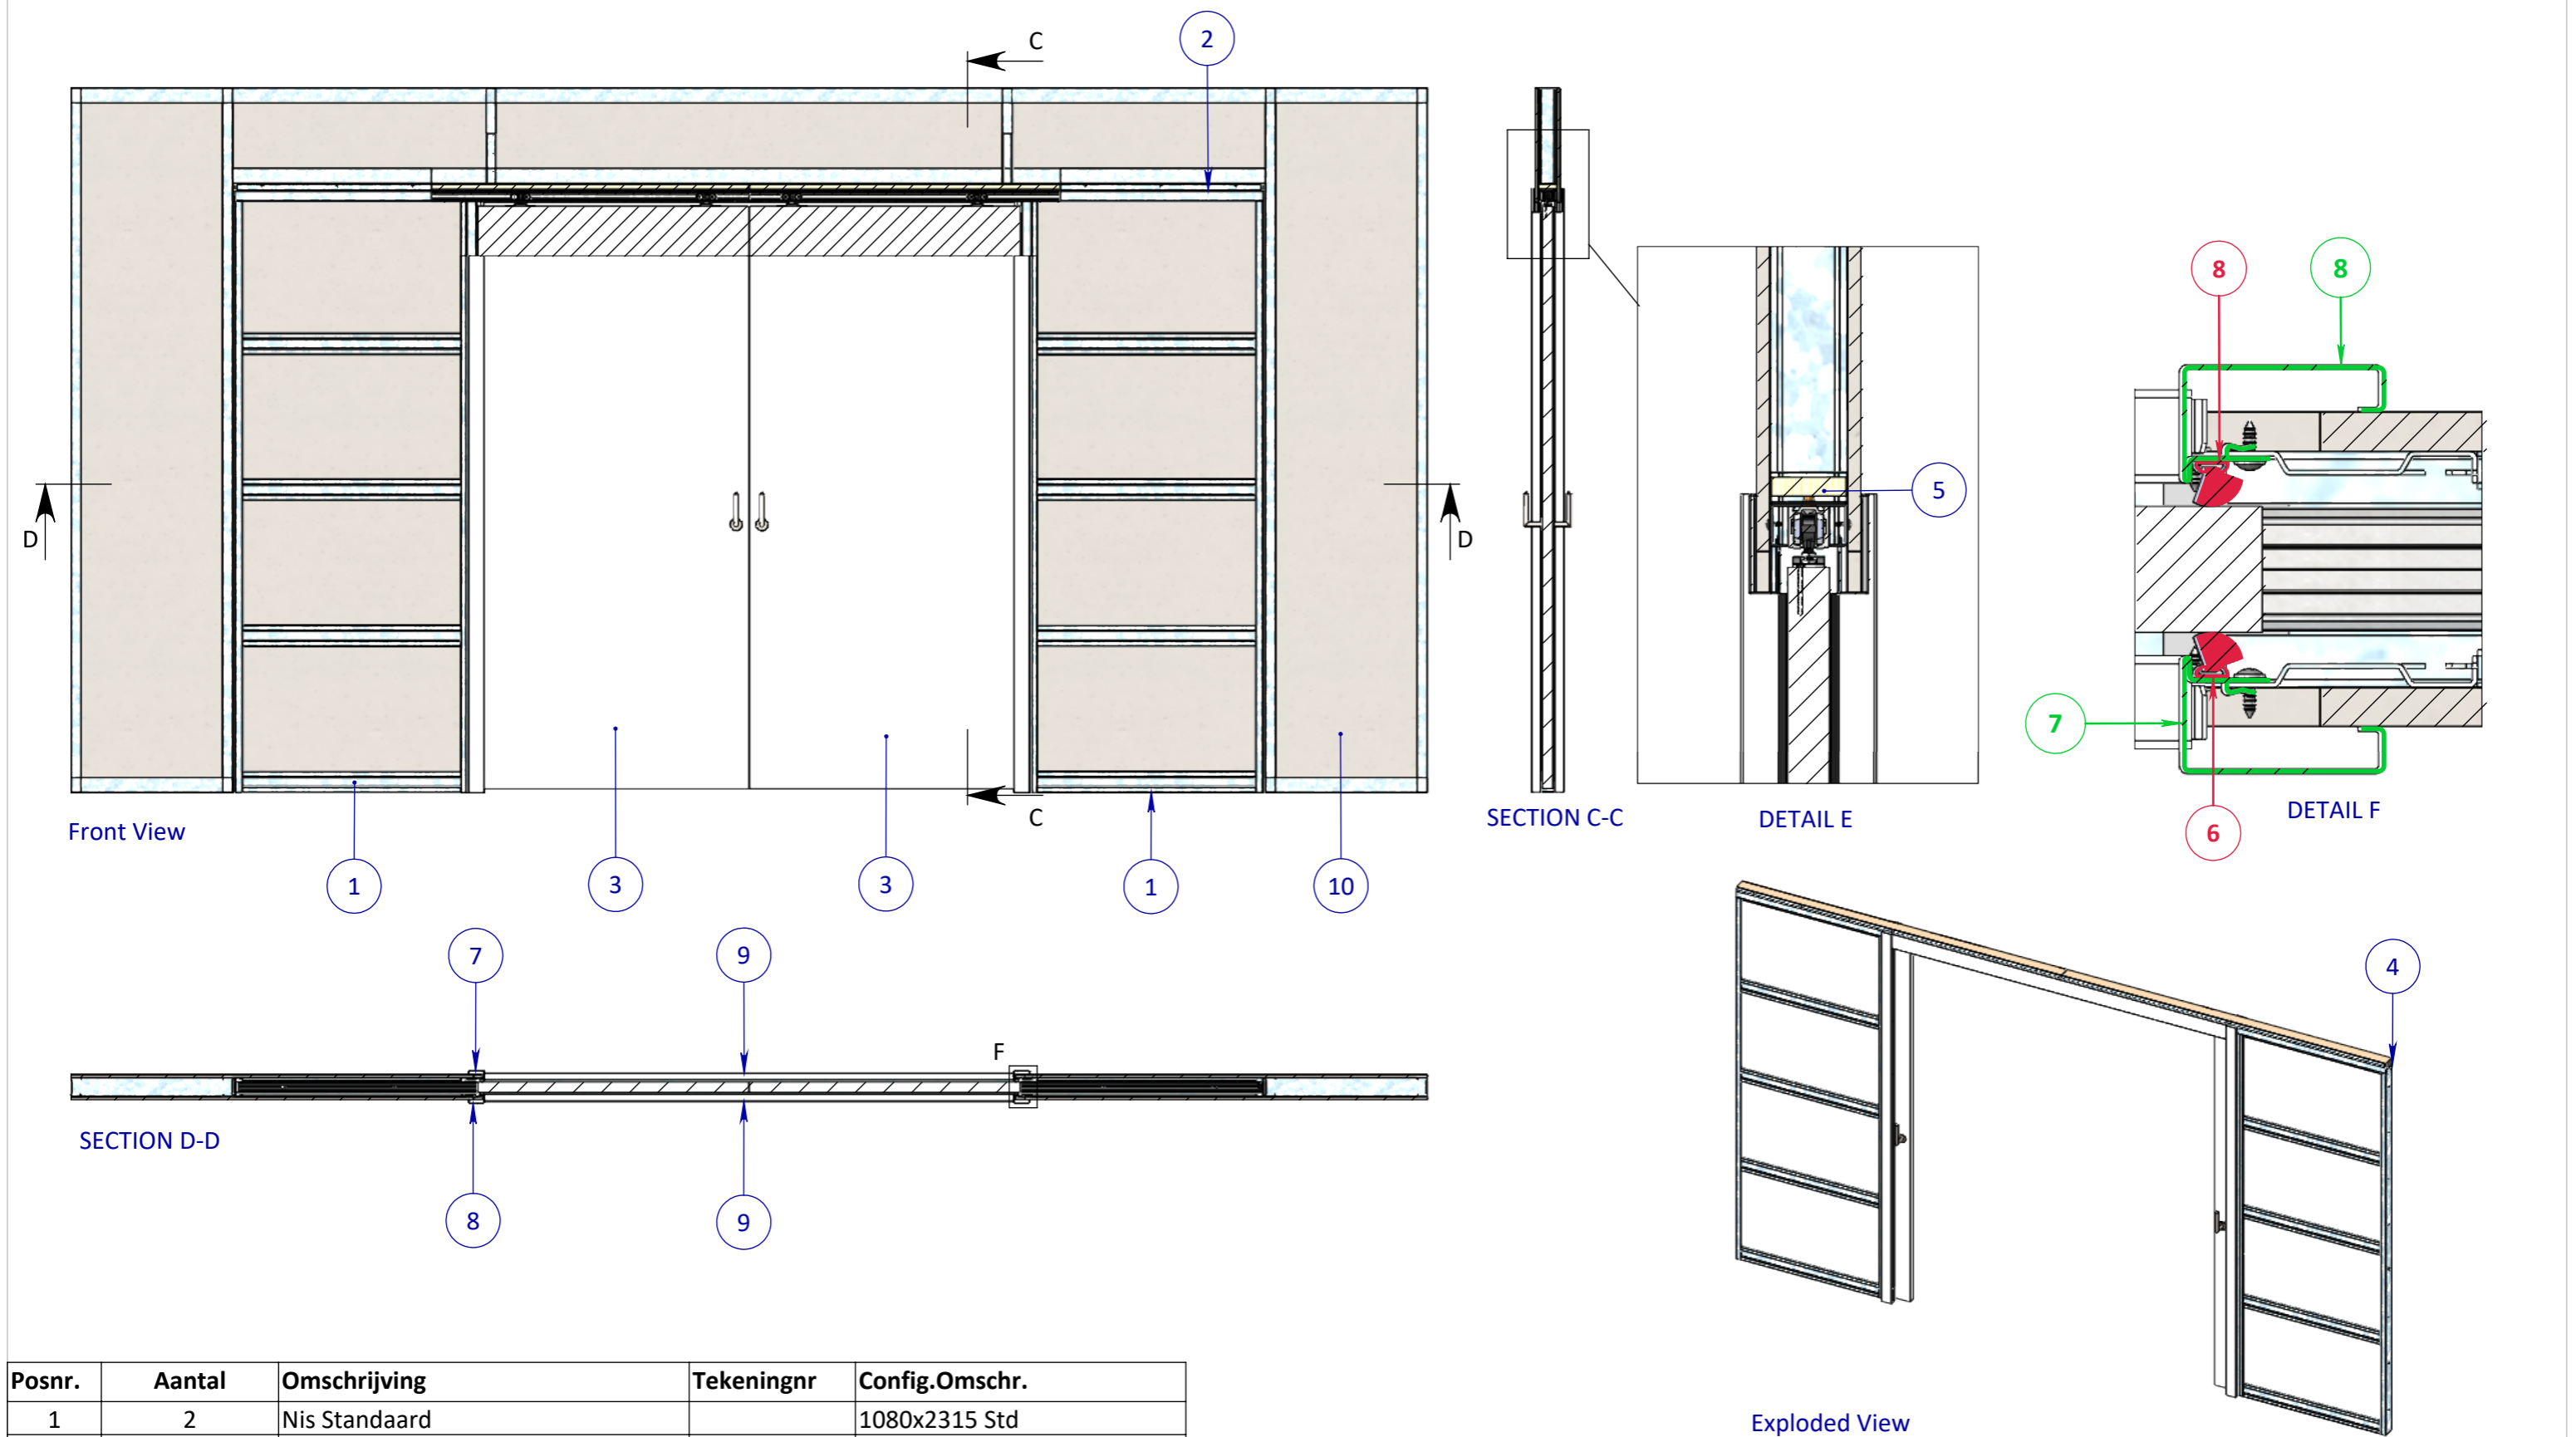 C
2
8
8
5
D
D
7
6
C
Front View
SECTION C-C
DETAIL E
DETAIL F
1
3
3
1
10
7
9
4
F
SECTION D-D
8
9
Exploded View
Posnr. Aantal Omschrijving Tekeningnr Config.Omschr.
1 2 Nis Standaard 1080x2315 Std